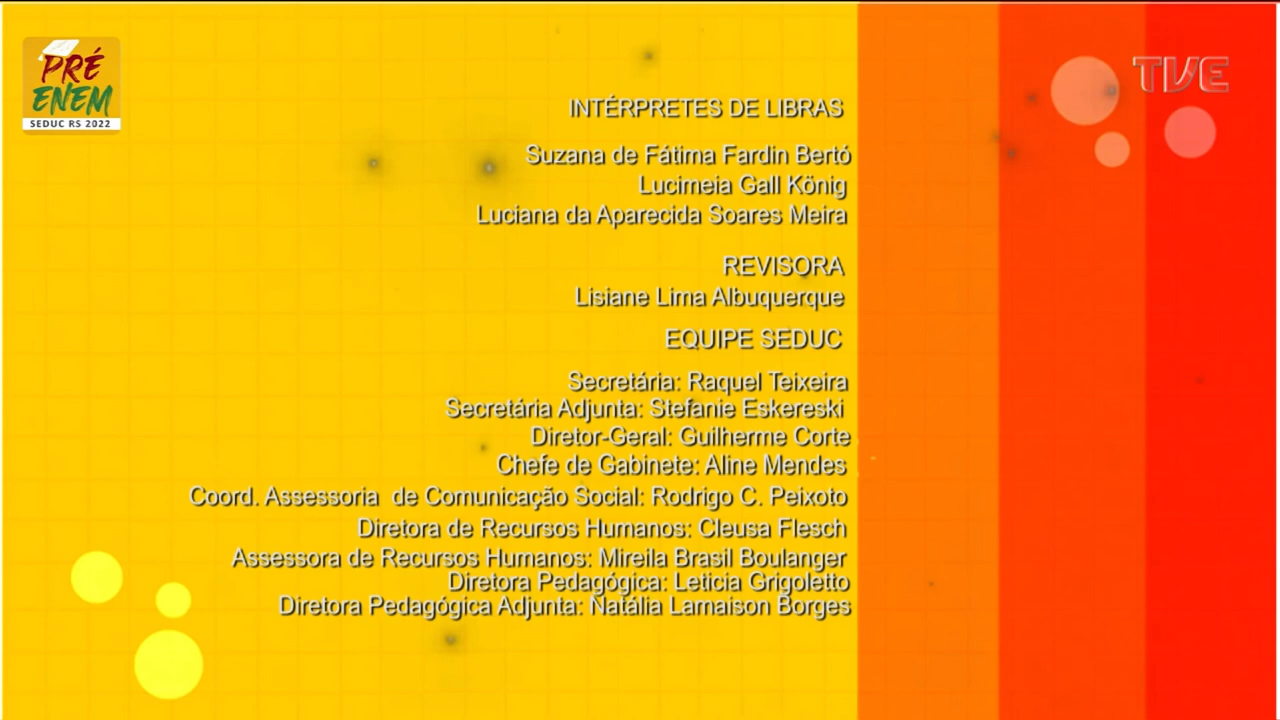 PRÉ
ENEM
SEDUC RS 2022
TVE
INTÉRPRETES DE LIBRAS
Suzana de Fátima Fardin Bertó
Lucimeia Gall König
Luciana da Aparecida Soares Meira
REVISORA
Lisiane Lima Albuquerque
EQUIPE SEDUC
Secretária: Raquel Teixeira
Secretária Adjunta: Stefanie Eskereski
Diretor-Geral: Guilherme Corte
Chefe de Gabinete: Aline Mendes
Coord. Assessoria de Comunicação Social: Rodrigo C. Peixoto
Diretora de Recursos Humanos: Cleusa Flesch
Assessora de Recursos Humanos: Mireila Brasil Boulanger
Diretora Pedagógica: Leticia Grigoletto
Diretora Pedagógica Adjunta: Natália Lamaison Borges